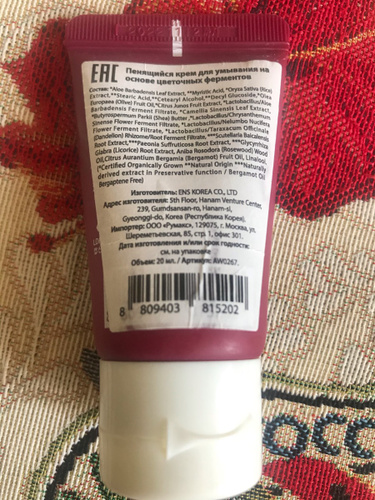 EAC
Пенящийся крем для умывания на
основе цветочных ферментов
Состав: *Aloe Barbadensis Leaf Extract, **Myristic Acid, *Oryza Sativa (Rice)
Extract, **Stearic Acid, **Cetearyl Alcohol, **Decyl Glucoside, *Olea
Europaea (Olive) Fruit Oil, *Citrus Junos Fruit Extract, *Lactobacillus/Aloe
Barbadensis Leaf Ferment Filtrate, *Camellia Sinensis Leaf Extract,
*Butyrospermum Parkii (Shea) Butter, *Lactobacillus/Chrysanthemum
Sinense Flower Ferment Filtrate, *Lactobacillus/Nelumbo Nucifera
Flower Ferment Filtrate, *Lactobacillus/Taraxacum Officinale
(Dandelion) Rhizome/Root Ferment Filtrate, ***Scutellaria Baicalensis
Root Extract, ***Paeonia Suffruticosa Root Extract, ***Glycyrrhiza
Glabra (Licorice) Root Extract, Aniba Rosodora (Rosewood) Wood
Oil, Citrus Aurantium Bergamia (Bergamot) Fruit Oil, Linalool.
(*Certified Organically Grown **Natural Origin ***Naturally
derived extract in Preservative function / Bergamot Oil
Bergaptene Free)
Изготовитель: ENS KOREA CO., LTD
Адрес изготовителя: 5th Floor, Hanam Venture Center,
239, Guindsansan-ro, Hanam-si,
Gyeonggi-do, Korea (Республика Корея).
Импортер: ООО «Румакс», 129075, г. Москва, ул.
Шереметьевская, 85, стр. 1, офис 301.
Дата изготовления и/или срок годности:
см, на упаковке
Объем: 20 мл. / Артикул: AW0267.
8 809403 815202